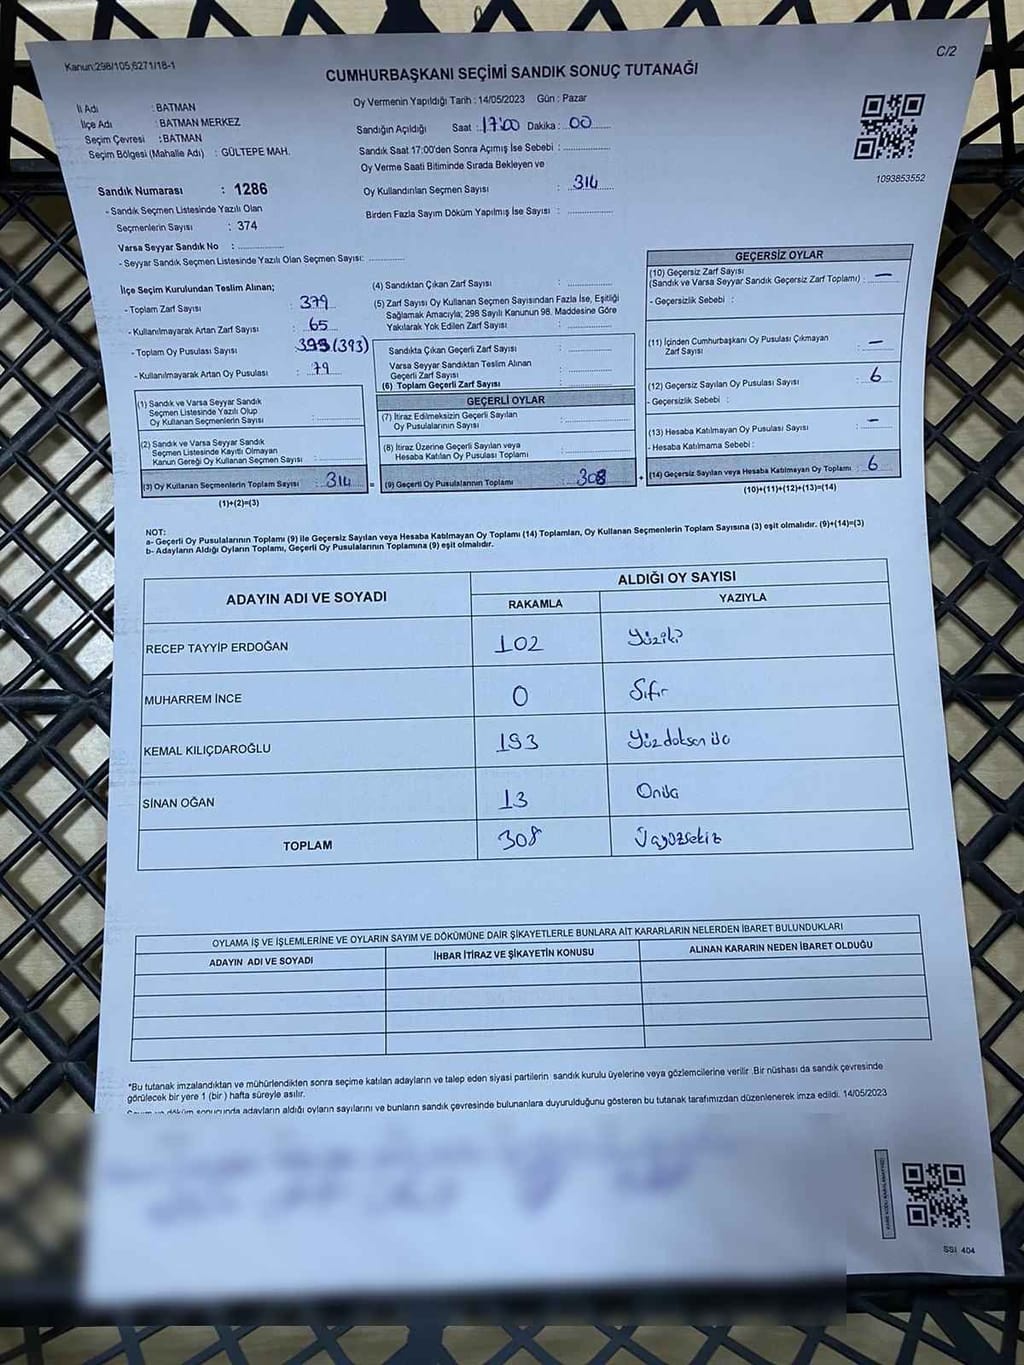 Kanun:298/105,6271/18-1
C/2
CUMHURBAŞKANI SEÇİMİ SANDIK SONUÇ TUTANAĞI
İl Adı : BATMAN
İlçe Adı : BATMAN MERKEZ
Seçim Çevresi : BATMAN
Seçim Bölgesi (Mahalle Adı) : GÜLTEPE MAH.
Sandık Numarası : 1286
- Sandık Seçmen Listesinde Yazılı Olan
Seçmenlerin Sayısı : 374
Varsa Seyyar Sandık No : ................
- Seyyar Sandık Seçmen Listesinde Yazılı Olan Seçmen Sayısı: ............
Oy Vermenin Yapıldığı Tarih : 14/05/2023 Gün : Pazar
Sandığın Açıldığı Saat : 17:00 Dakika : 00
Sandık Saat 17:00'den Sonra Açımış İse Sebebi : ................
Oy Verme Saati Bitiminde Sırada Bekleyen ve
Oy Kullandırılan Seçmen Sayısı : 314
Birden Fazla Sayım Döküm Yapılmış İse Sayısı : ................
1093853552
İlçe Seçim Kurulundan Teslim Alınan;
- Toplam Zarf Sayısı : 379
- Kullanılmayarak Artan Zarf Sayısı : 65
- Toplam Oy Pusulası Sayısı : 393 (393)
- Kullanılmayarak Artan Oy Pusulası : 79
(1) Sandık ve Varsa Seyyar Sandık
Seçmen Listesinde Yazılı Olup
Oy Kullanan Seçmenlerin Sayısı : ............
(2) Sandık ve Varsa Seyyar Sandık
Seçmen Listesinde Kayıtlı Olmayan
Kanun Gereği Oy Kullanan Seçmen Sayısı : ............
(3) Oy Kullanan Seçmenlerin Toplam Sayısı : 314
(1)+(2)=(3)
(4) Sandıktan Çıkan Zarf Sayısı : ............
(5) Zarf Sayısı Oy Kullanan Seçmen Sayısından Fazla İse, Eşitliği
Sağlamak Amacıyla; 298 Sayılı Kanunun 98. Maddesine Göre
Yakılarak Yok Edilen Zarf Sayısı : ............
Sandıkta Çıkan Geçerli Zarf Sayısı : ............
Varsa Seyyar Sandıktan Teslim Alınan
Geçerli Zarf Sayısı : ............
(6) Toplam Geçerli Zarf Sayısı : ............
GEÇERLİ OYLAR
(7) İtiraz Edilmeksizin Geçerli Sayılan
Oy Pusulalarının Sayısı : ............
(8) İtiraz Üzerine Geçerli Sayılan veya
Hesaba Katılan Oy Pusulası Toplamı : ............
= (9) Geçerli Oy Pusulalarının Toplamı : 308 +
GEÇERSİZ OYLAR
(10) Geçersiz Zarf Sayısı
(Sandık ve Varsa Seyyar Sandık Geçersiz Zarf Toplamı) : —
- Geçersizlik Sebebi :
(11) İçinden Cumhurbaşkanı Oy Pusulası Çıkmayan
Zarf Sayısı : —
(12) Geçersiz Sayılan Oy Pusulası Sayısı : 6
- Geçersizlik Sebebi :
(13) Hesaba Katılmayan Oy Pusulası Sayısı : —
- Hesaba Katılmama Sebebi :
(14) Geçersiz Sayılan veya Hesaba Katılmayan Oy Toplamı : 6
(10)+(11)+(12)+(13)=(14)
NOT:
a- Geçerli Oy Pusulalarının Toplamı (9) ile Geçersiz Sayılan veya Hesaba Katılmayan Oy Toplamı (14) Toplamları, Oy Kullanan Seçmenlerin Toplam Sayısına (3) eşit olmalıdır. (9)+(14)=(3)
b- Adayların Aldığı Oyların Toplamı, Geçerli Oy Pusulalarının Toplamına (9) eşit olmalıdır.
ADAYIN ADI VE SOYADI
ALDIĞI OY SAYISI
RAKAMLA YAZIYLA
RECEP TAYYİP ERDOĞAN 102 Yüziki
MUHARREM İNCE 0 Sıfır
KEMAL KILIÇDAROĞLU 193 Yüzdoksanüç
SİNAN OĞAN 13 Onüç
TOPLAM 308 Üçyüzsekiz
OYLAMA İŞ VE İŞLEMLERİNE VE OYLARIN SAYIM VE DÖKÜMÜNE DAİR ŞİKAYETLERLE BUNLARA AİT KARARLARIN NELERDEN İBARET BULUNDUKLARI
ADAYIN ADI VE SOYADI İHBAR İTİRAZ VE ŞİKAYETİN KONUSU ALINAN KARARIN NEDEN İBARET OLDUĞU
*Bu tutanak imzalandıktan ve mühürlendikten sonra seçime katılan adayların ve talep eden siyasi partilerin sandık kurulu üyelerine veya gözlemcilerine verilir .Bir nüshası da sandık çevresinde
görülecek bir yere 1 (bir ) hafta süreyle asılır.
Sayım ve döküm sonucunda adayların aldığı oyların sayılarını ve bunların sandık çevresinde bulunanlara duyurulduğunu gösteren bu tutanak tarafımızdan düzenlenerek imza edildi. 14/05/2023
SSI 404